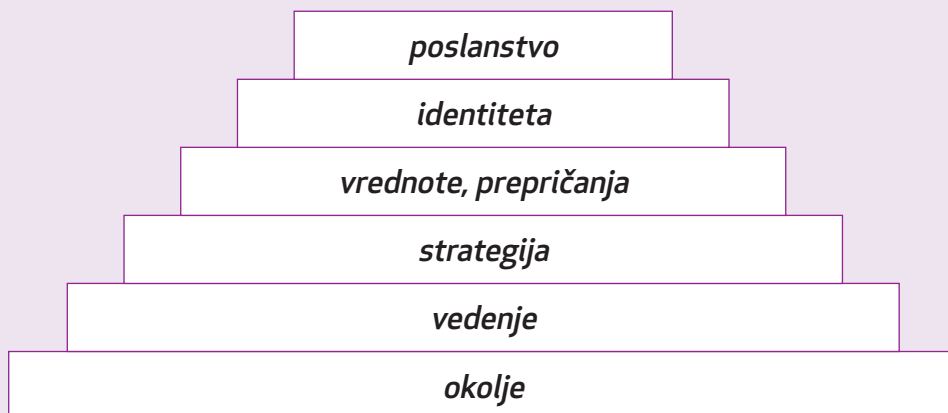 poslanstvo
identiteta
vrednote, prepričanja
strategija
vedenje
okolje